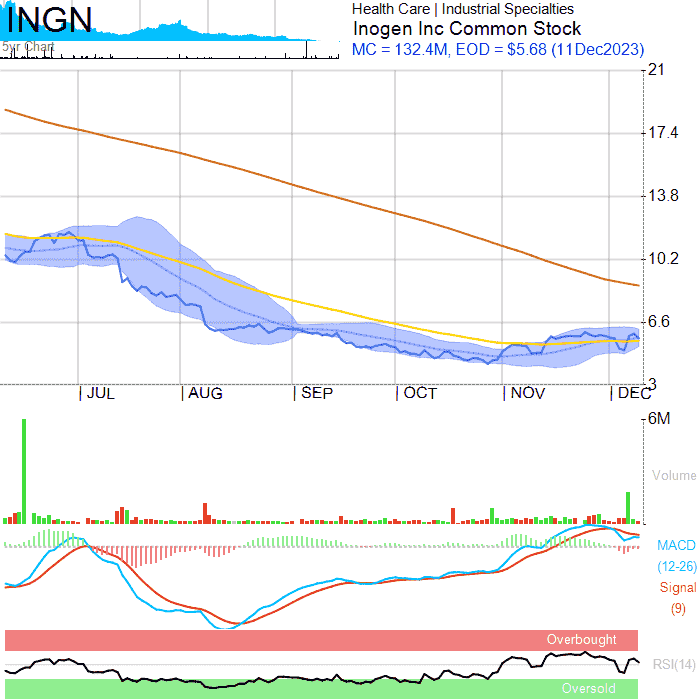 INGN
5yr Chart
Health Care | Industrial Specialties
Inogen Inc Common Stock
MC = 132.4M, EOD = $5.68 (11Dec2023)
21
17.4
13.8
10.2
6.6
3
JUL AUG SEP OCT NOV DEC
6M
Volume
MACD
(12-26)
Signal
(9)
Overbought
RSI(14)
Oversold